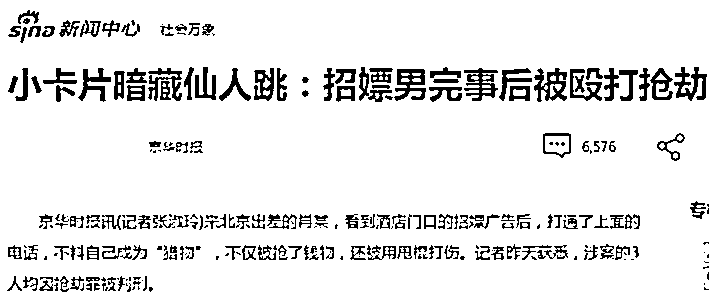 sina 新闻中心 社会万象
小卡片暗藏仙人跳：招嫖男完事后被殴打抢劫
京华时报
6,576
京华时报讯(记者张淑玲)来北京出差的肖某，看到酒店门口的招嫖广告后，打通了上面的
电话，不料自己成为“猎物”，不仅被抢了钱物，还被用甩棍打伤。记者昨天获悉，涉案的3
人均因抢劫罪被判刑。